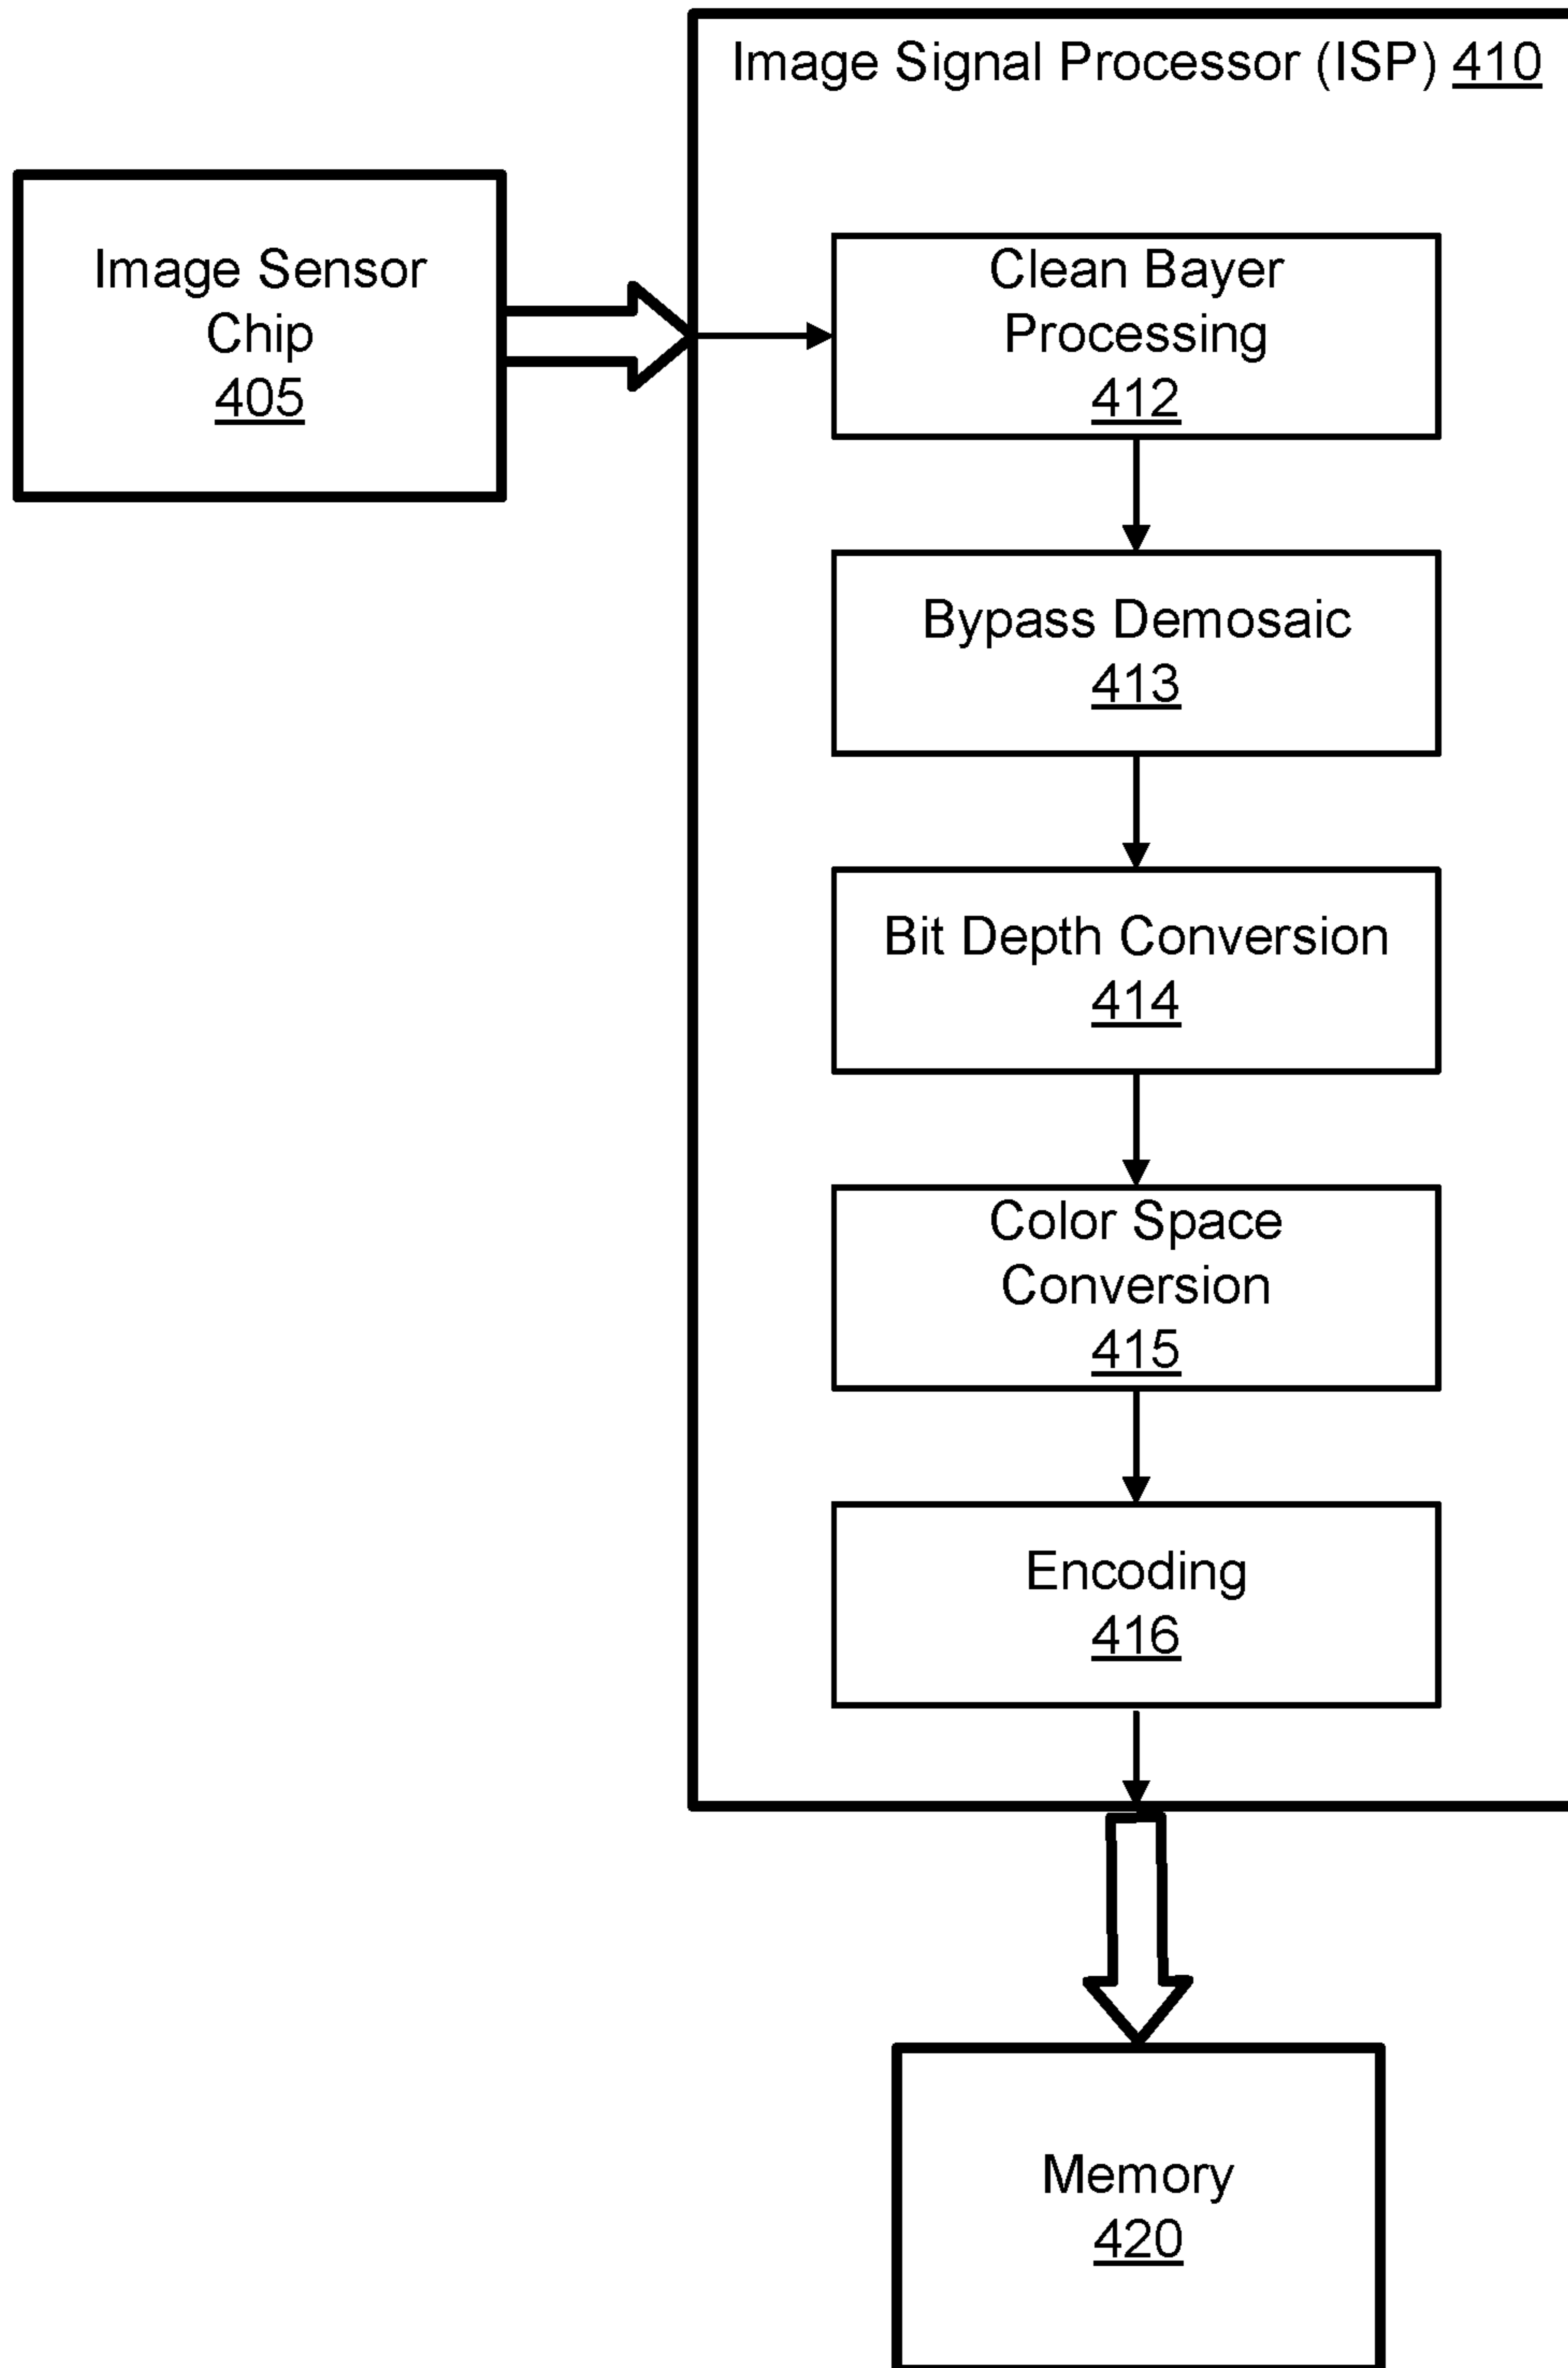 Image Signal Processor (ISP) 410
Image Sensor
Chip
405
Clean Bayer
Processing
412
Bypass Demosaic
413
Bit Depth Conversion
414
Color Space
Conversion
415
Encoding
416
Memory
420